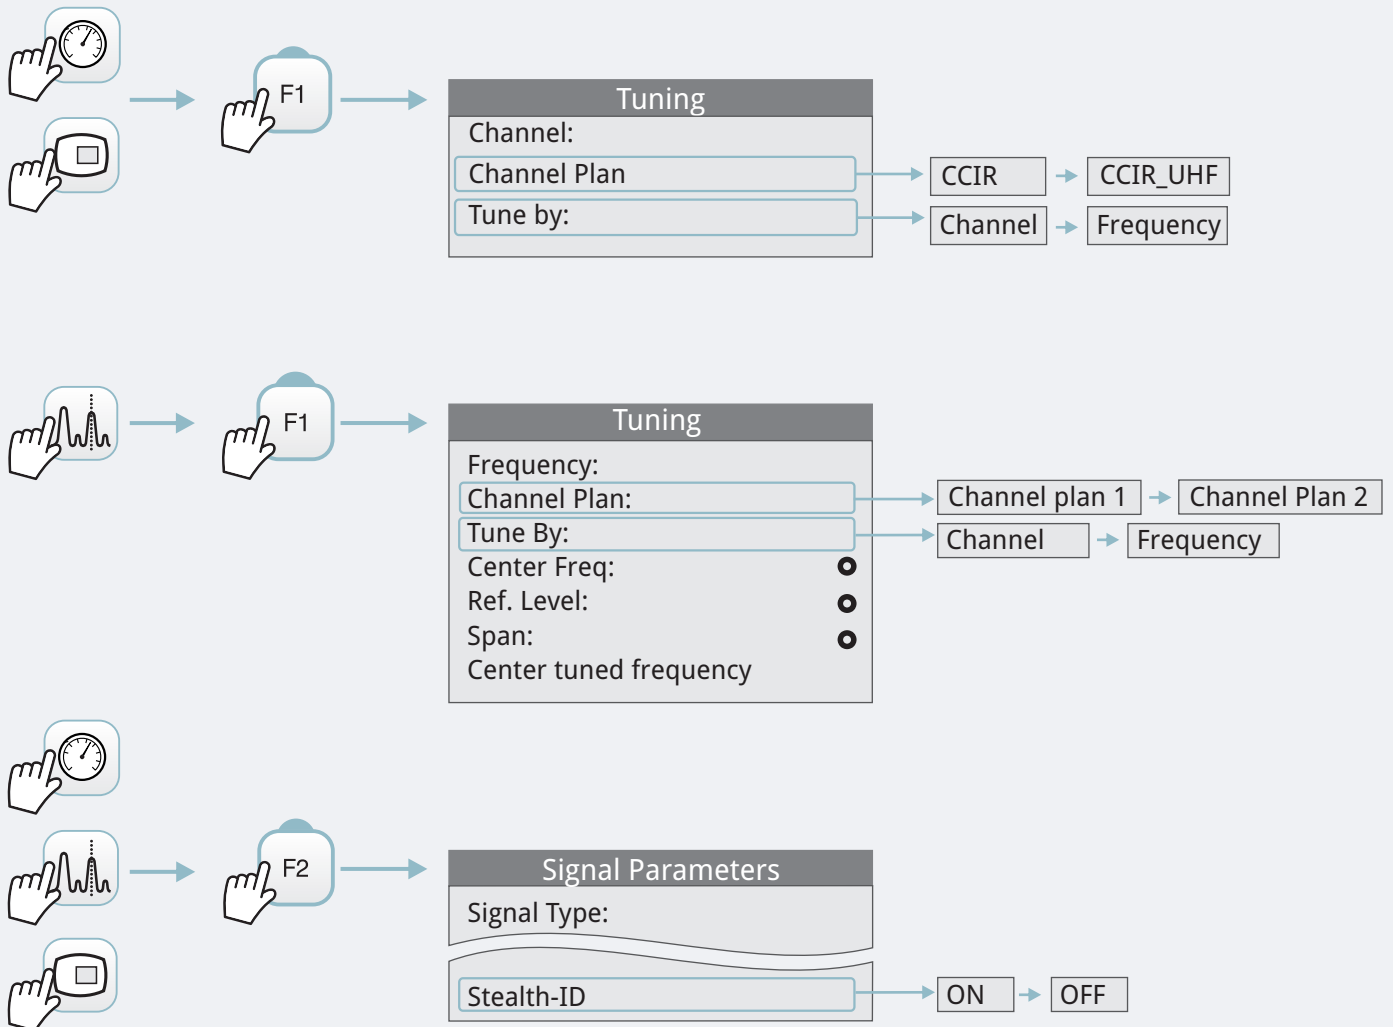 F1
Tuning
Channel:
Channel Plan
CCIR
CCIR_UHF
Tune by:
Channel
Frequency
F1
Tuning
Frequency:
Channel Plan:
Channel plan 1
Channel Plan 2
Tune By:
Channel
Frequency
Center Freq:
Ref. Level:
Span:
Center tuned frequency
F2
Signal Parameters
Signal Type:
Stealth-ID
ON
OFF